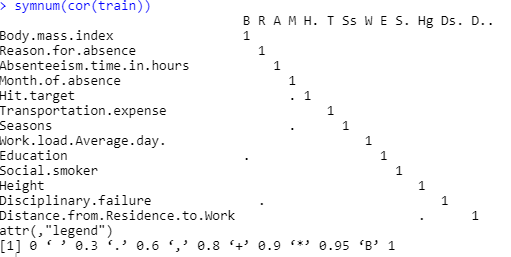 > symnum(cor(train))
                                B R A M H. T Ss W E S. Hg Ds. D..
Body.mass.index                 1
Reason.for.absence                1
Absenteeism.time.in.hours           1
Month.of.absence                      1
Hit.target                            . 1
Transportation.expense                     1
Seasons                               .      1
Work.load.Average.day.                          1
Education                       .                 1
Social.smoker                                       1
Height                                                 1
Disciplinary.failure              .                       1
Distance.from.Residence.to.Work                        .      1
attr(,"legend")
[1] 0 ‘ ’ 0.3 ‘.’ 0.6 ‘,’ 0.8 ‘+’ 0.9 ‘*’ 0.95 ‘B’ 1